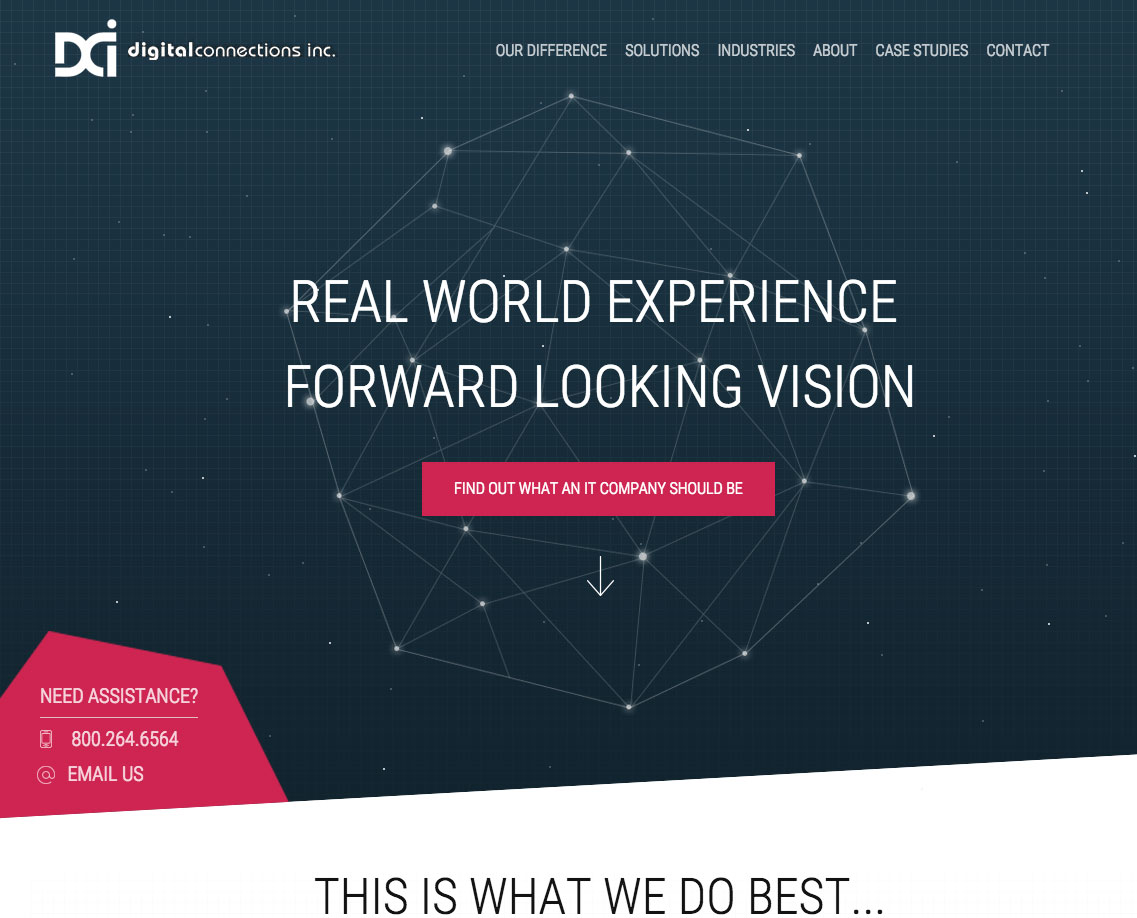 DCi digitalconnections inc.
OUR DIFFERENCE SOLUTIONS INDUSTRIES ABOUT CASE STUDIES CONTACT
REAL WORLD EXPERIENCE
FORWARD LOOKING VISION
FIND OUT WHAT AN IT COMPANY SHOULD BE
NEED ASSISTANCE?
800.264.6564
@ EMAIL US
THIS IS WHAT WE DO BEST...